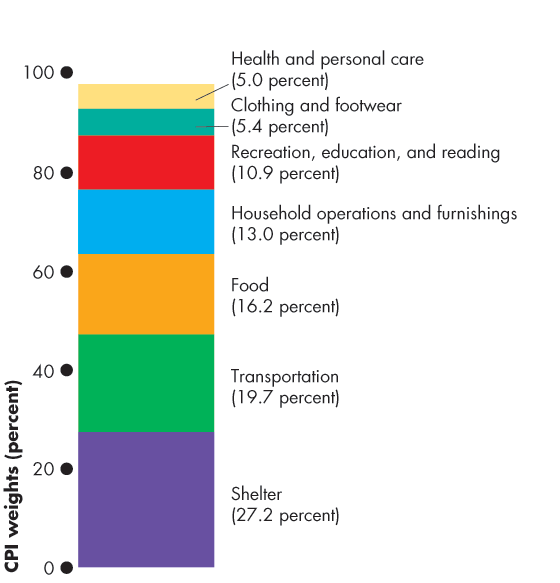 Health and personal care
(5.0 percent)
Clothing and footwear
(5.4 percent)
Recreation, education, and reading
(10.9 percent)
Household operations and furnishings
(13.0 percent)
Food
(16.2 percent)
Transportation
(19.7 percent)
Shelter
(27.2 percent)
100
80
60
40
20
0
CPI weights (percent)